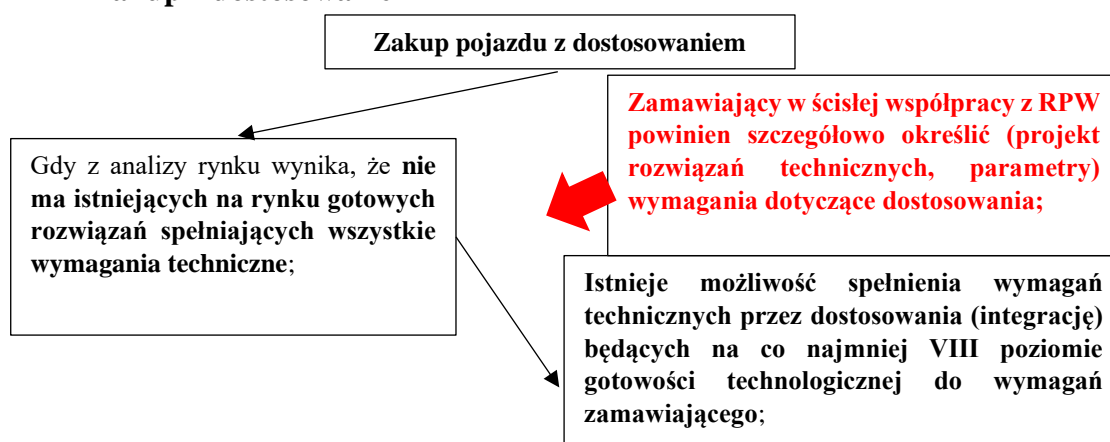 Zakup pojazdu z dostosowaniem
Gdy z analizy rynku wynika, że nie
ma istniejących na rynku gotowych
rozwiązań spełniających wszystkie
wymagania techniczne;
Zamawiający w ścisłej współpracy z RPW
powinien szczegółowo określić (projekt
rozwiązań technicznych, parametry)
wymagania dotyczące dostosowania;
Istnieje możliwość spełnienia wymagań
technicznych przez dostosowania (integrację)
będących na co najmniej VIII poziomie
gotowości technologicznej do wymagań
zamawiającego;